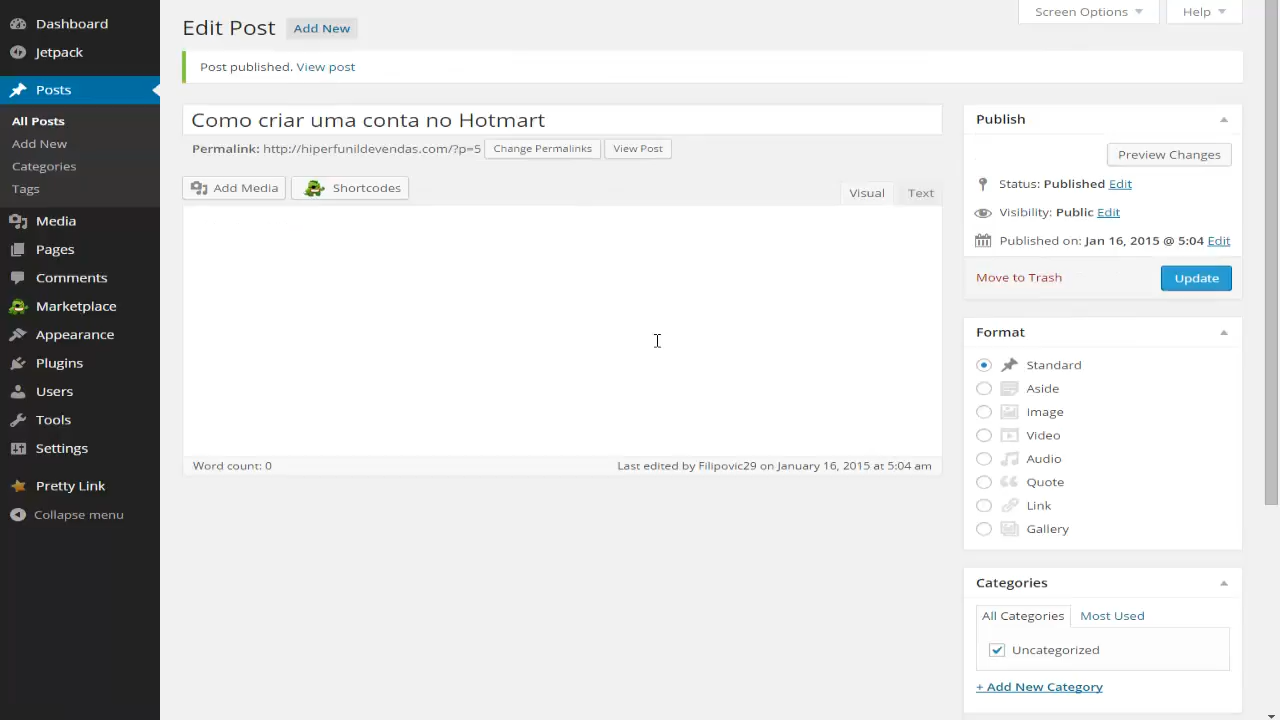 Dashboard
Jetpack
Posts
All Posts
Add New
Categories
Tags
Media
Pages
Comments
Marketplace
Appearance
Plugins
Users
Tools
Settings
Pretty Link
Collapse menu
Screen Options
Help
Edit Post
Add New
Post published. View post
Como criar uma conta no Hotmart
Permalink: http://hiperfunildevendas.com/?p=5 Change Permalinks View Post
Add Media
Shortcodes
Visual
Text
Word count: 0
Last edited by Filipovic29 on January 16, 2015 at 5:04 am
Publish
Preview Changes
Status: Published Edit
Visibility: Public Edit
Published on: Jan 16, 2015 @ 5:04 Edit
Move to Trash
Update
Format
Standard
Aside
Image
Video
Audio
Quote
Link
Gallery
Categories
All Categories
Most Used
Uncategorized
+ Add New Category